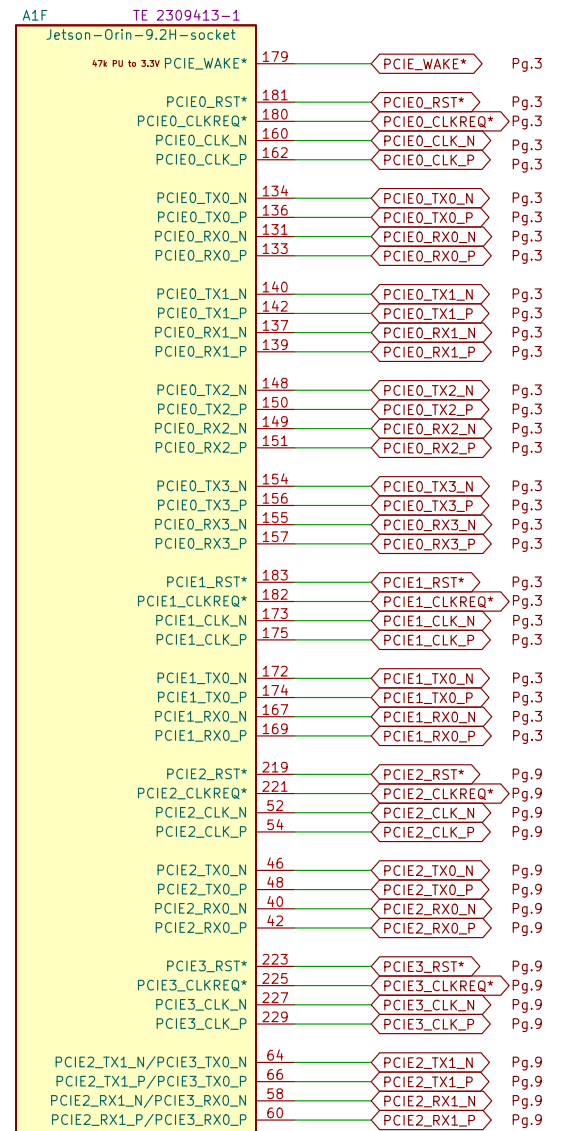 A1F TE 2309413-1
Jetson-Orin-9.2H-socket
47k PU to 3.3V PCIE_WAKE* 179 PCIE_WAKE* Pg.3
PCIE0_RST* 181 PCIE0_RST* Pg.3
PCIE0_CLKREQ* 180 PCIE0_CLKREQ* Pg.3
PCIE0_CLK_N 160 PCIE0_CLK_N Pg.3
PCIE0_CLK_P 162 PCIE0_CLK_P Pg.3
PCIE0_TX0_N 134 PCIE0_TX0_N Pg.3
PCIE0_TX0_P 136 PCIE0_TX0_P Pg.3
PCIE0_RX0_N 131 PCIE0_RX0_N Pg.3
PCIE0_RX0_P 133 PCIE0_RX0_P Pg.3
PCIE0_TX1_N 140 PCIE0_TX1_N Pg.3
PCIE0_TX1_P 142 PCIE0_TX1_P Pg.3
PCIE0_RX1_N 137 PCIE0_RX1_N Pg.3
PCIE0_RX1_P 139 PCIE0_RX1_P Pg.3
PCIE0_TX2_N 148 PCIE0_TX2_N Pg.3
PCIE0_TX2_P 150 PCIE0_TX2_P Pg.3
PCIE0_RX2_N 149 PCIE0_RX2_N Pg.3
PCIE0_RX2_P 151 PCIE0_RX2_P Pg.3
PCIE0_TX3_N 154 PCIE0_TX3_N Pg.3
PCIE0_TX3_P 156 PCIE0_TX3_P Pg.3
PCIE0_RX3_N 155 PCIE0_RX3_N Pg.3
PCIE0_RX3_P 157 PCIE0_RX3_P Pg.3
PCIE1_RST* 183 PCIE1_RST* Pg.3
PCIE1_CLKREQ* 182 PCIE1_CLKREQ* Pg.3
PCIE1_CLK_N 173 PCIE1_CLK_N Pg.3
PCIE1_CLK_P 175 PCIE1_CLK_P Pg.3
PCIE1_TX0_N 172 PCIE1_TX0_N Pg.3
PCIE1_TX0_P 174 PCIE1_TX0_P Pg.3
PCIE1_RX0_N 167 PCIE1_RX0_N Pg.3
PCIE1_RX0_P 169 PCIE1_RX0_P Pg.3
PCIE2_RST* 219 PCIE2_RST* Pg.9
PCIE2_CLKREQ* 221 PCIE2_CLKREQ* Pg.9
PCIE2_CLK_N 52 PCIE2_CLK_N Pg.9
PCIE2_CLK_P 54 PCIE2_CLK_P Pg.9
PCIE2_TX0_N 46 PCIE2_TX0_N Pg.9
PCIE2_TX0_P 48 PCIE2_TX0_P Pg.9
PCIE2_RX0_N 40 PCIE2_RX0_N Pg.9
PCIE2_RX0_P 42 PCIE2_RX0_P Pg.9
PCIE3_RST* 223 PCIE3_RST* Pg.9
PCIE3_CLKREQ* 225 PCIE3_CLKREQ* Pg.9
PCIE3_CLK_N 227 PCIE3_CLK_N Pg.9
PCIE3_CLK_P 229 PCIE3_CLK_P Pg.9
PCIE2_TX1_N/PCIE3_TX0_N 64 PCIE2_TX1_N Pg.9
PCIE2_TX1_P/PCIE3_TX0_P 66 PCIE2_TX1_P Pg.9
PCIE2_RX1_N/PCIE3_RX0_N 58 PCIE2_RX1_N Pg.9
PCIE2_RX1_P/PCIE3_RX0_P 60 PCIE2_RX1_P Pg.9